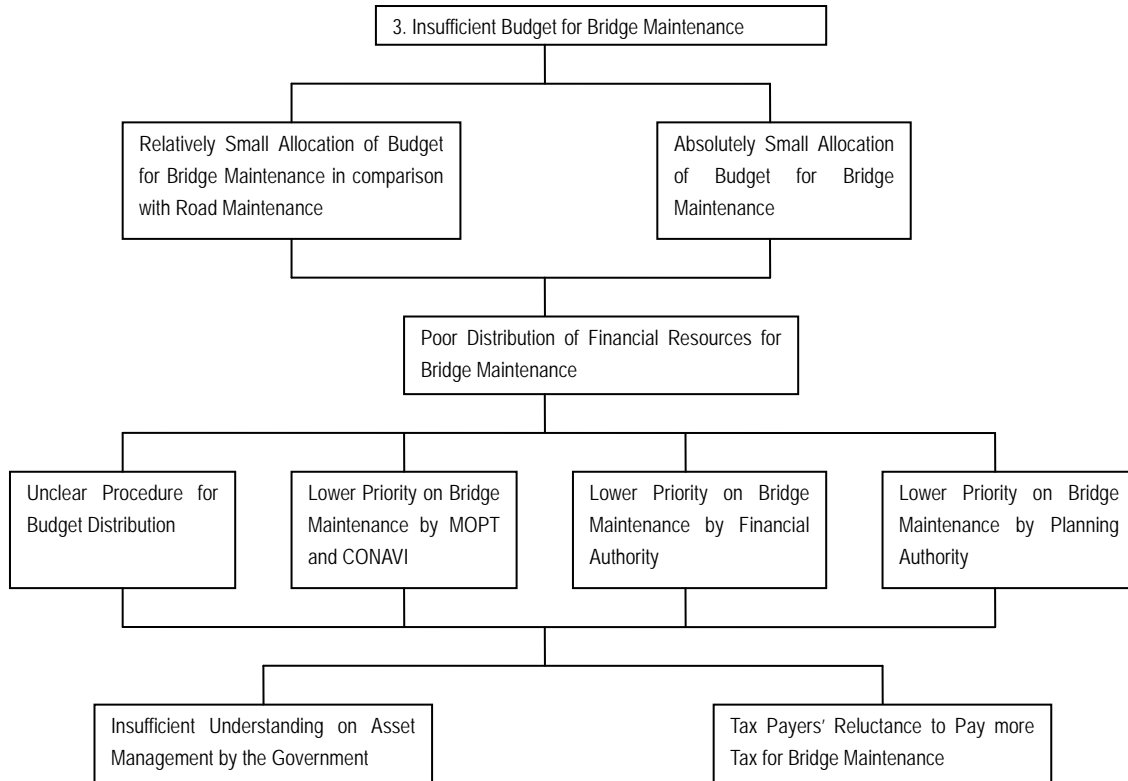 3. Insufficient Budget for Bridge Maintenance
Relatively Small Allocation of Budget
for Bridge Maintenance in comparison
with Road Maintenance
Absolutely Small Allocation
of Budget for Bridge
Maintenance
Poor Distribution of Financial Resources for
Bridge Maintenance
Unclear Procedure for
Budget Distribution
Lower Priority on Bridge
Maintenance by MOPT
and CONAVI
Lower Priority on Bridge
Maintenance by Financial
Authority
Lower Priority on Bridge
Maintenance by Planning
Authority
Insufficient Understanding on Asset
Management by the Government
Tax Payers' Reluctance to Pay more
Tax for Bridge Maintenance